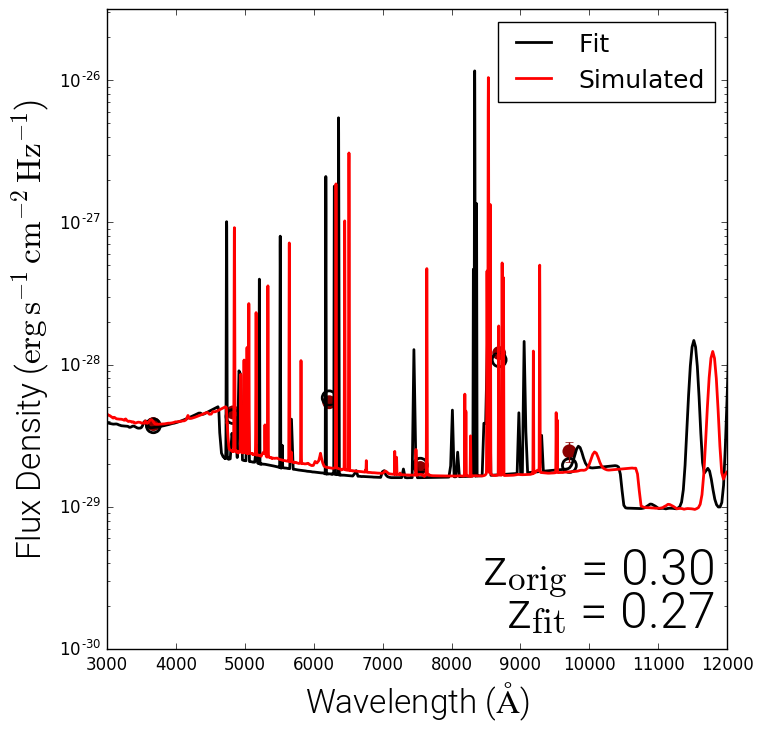 Fit
Simulated
10^-26
10^-27
10^-28
10^-29
10^-30
Flux Density (erg s^-1 cm^-2 Hz^-1)
z_orig = 0.30
z_fit = 0.27
3000 4000 5000 6000 7000 8000 9000 10000 11000 12000
Wavelength (Å)